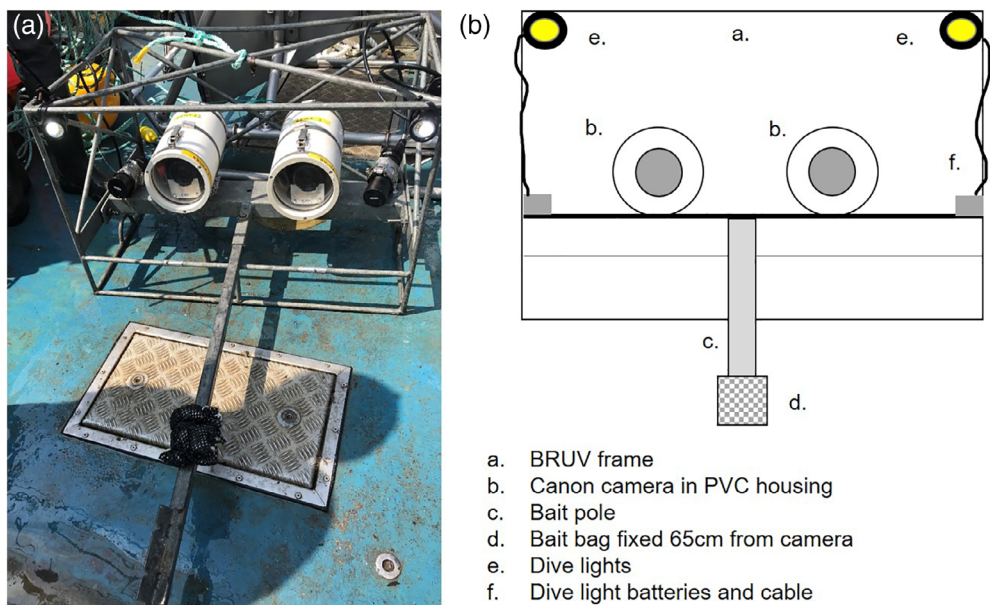 (a)
(b)
e.
a.
e.
b.
b.
f.
c.
d.
a. BRUV frame
b. Canon camera in PVC housing
c. Bait pole
d. Bait bag fixed 65cm from camera
e. Dive lights
f. Dive light batteries and cable